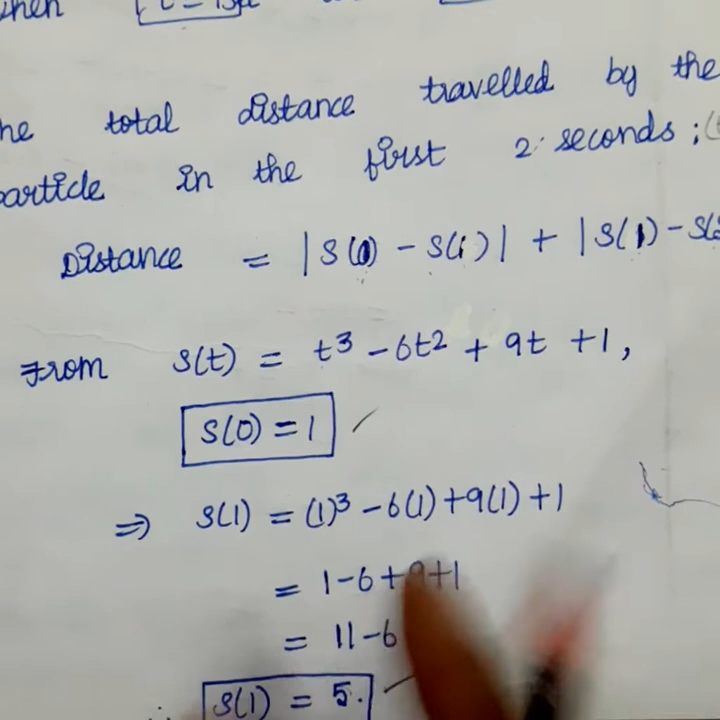 when
the total distance travelled by the
particle in the first 2 seconds;
Distance = |S(0) - S(1)| + |S(1) - S(
From S(t) = t³ - 6t² + 9t + 1,
S(0) = 1
⇒ S(1) = (1)³ - 6(1) + 9(1) + 1
= 1 - 6 + 9 + 1
= 11 - 6
S(1) = 5.